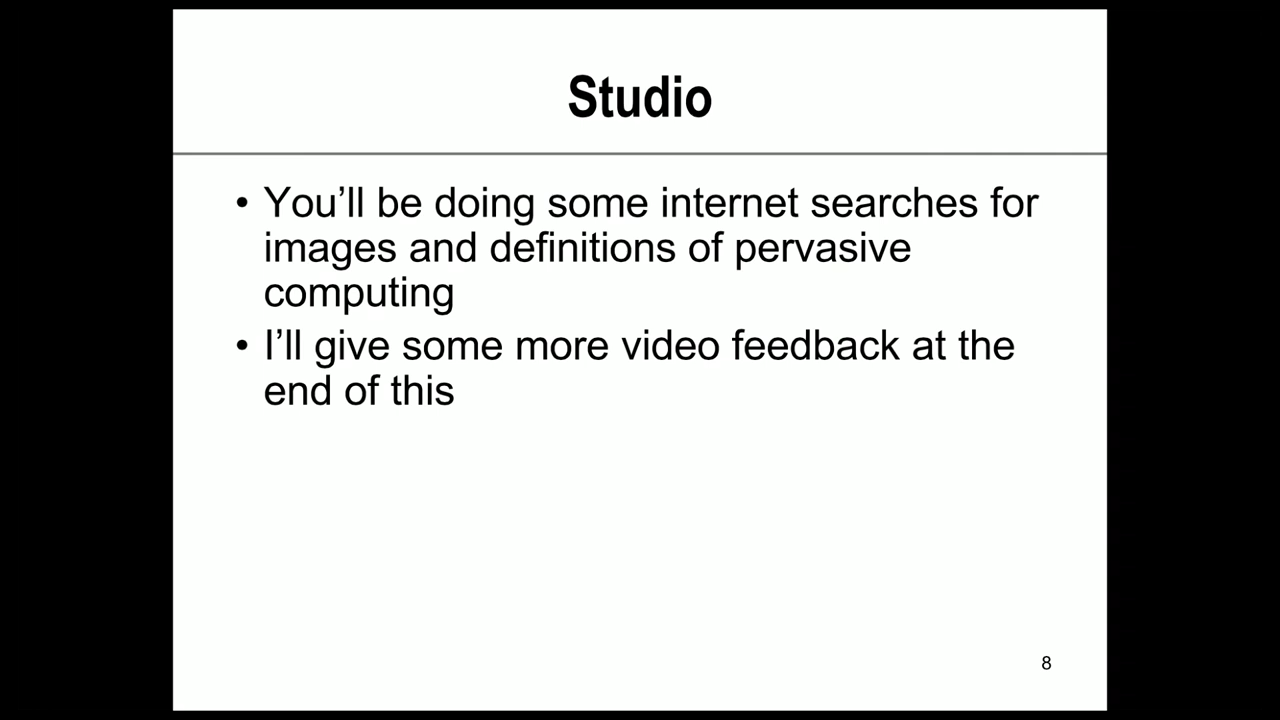 Studio
• You’ll be doing some internet searches for
images and definitions of pervasive
computing
• I’ll give some more video feedback at the
end of this
8